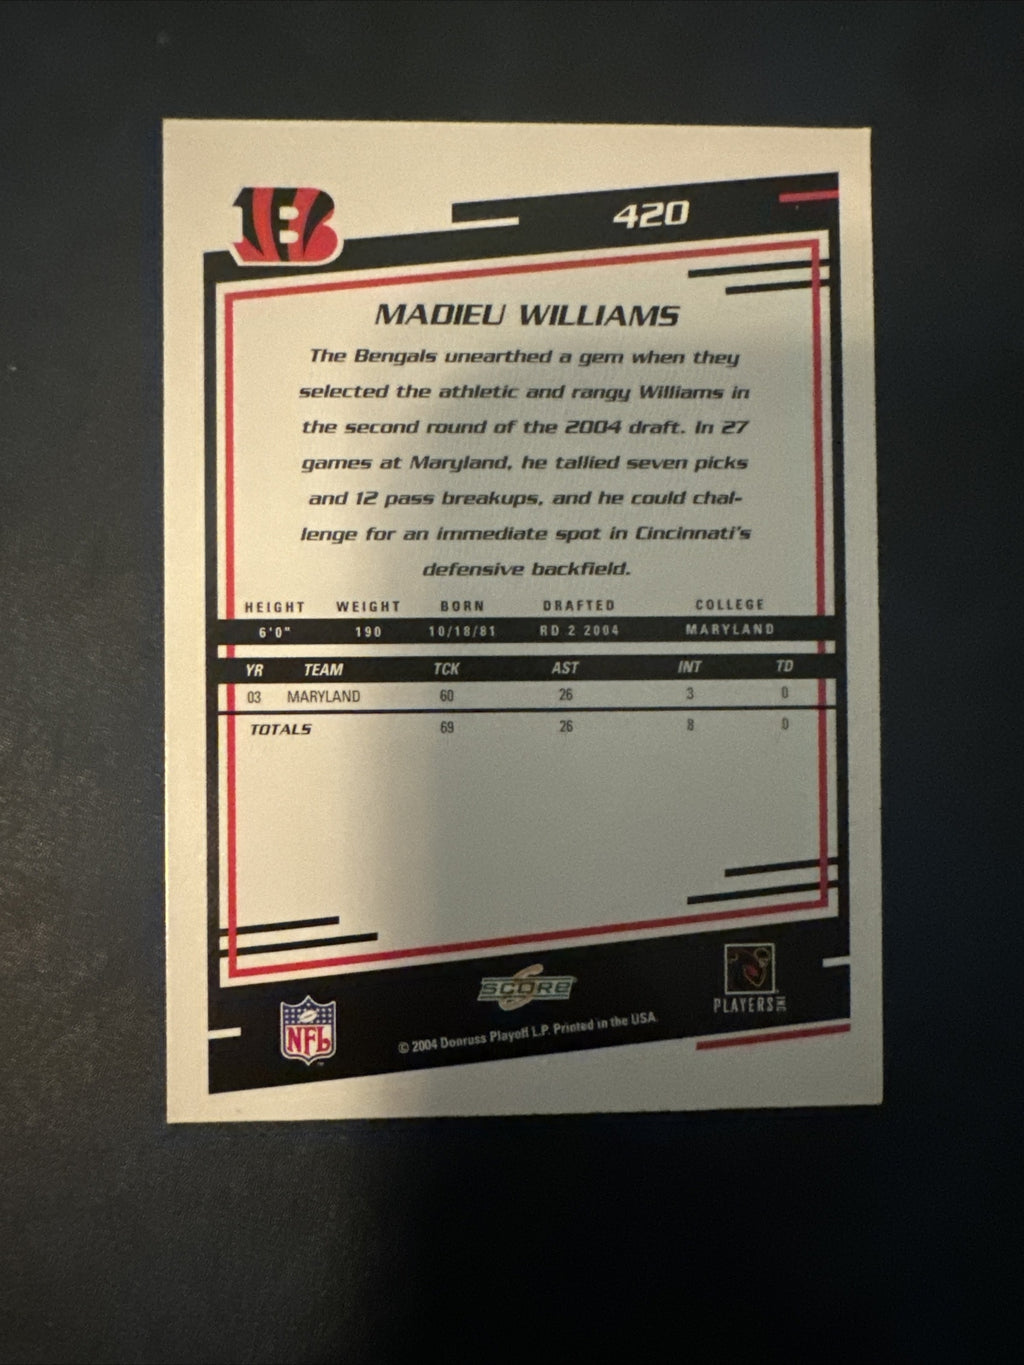 B
420
MADIEU WILLIAMS
The Bengals unearthed a gem when they
selected the athletic and rangy Williams in
the second round of the 2004 draft. In 27
games at Maryland, he tallied seven picks
and 12 pass breakups, and he could chal-
lenge for an immediate spot in Cincinnati's
defensive backfield.
HEIGHT WEIGHT BORN DRAFTED COLLEGE
6'0" 190 10/18/81 RD 2 2004 MARYLAND
YR TEAM TCK AST INT TD
03 MARYLAND 60 26 3 0
TOTALS 69 26 8 0
SCORE
PLAYERS INC
NFL
© 2004 Donruss Playoff L.P. Printed in the USA.